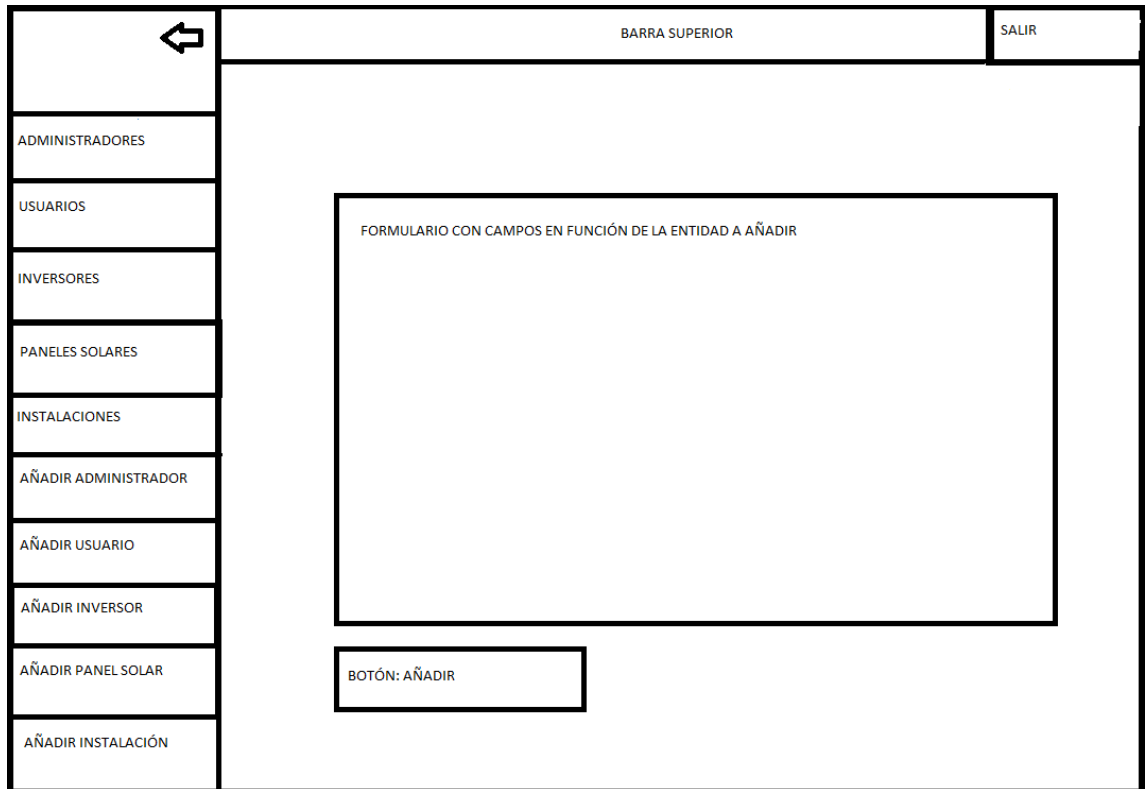 BARRA SUPERIOR
SALIR
ADMINISTRADORES
USUARIOS
INVERSORES
PANELES SOLARES
INSTALACIONES
AÑADIR ADMINISTRADOR
AÑADIR USUARIO
AÑADIR INVERSOR
AÑADIR PANEL SOLAR
AÑADIR INSTALACIÓN
FORMULARIO CON CAMPOS EN FUNCIÓN DE LA ENTIDAD A AÑADIR
BOTÓN: AÑADIR